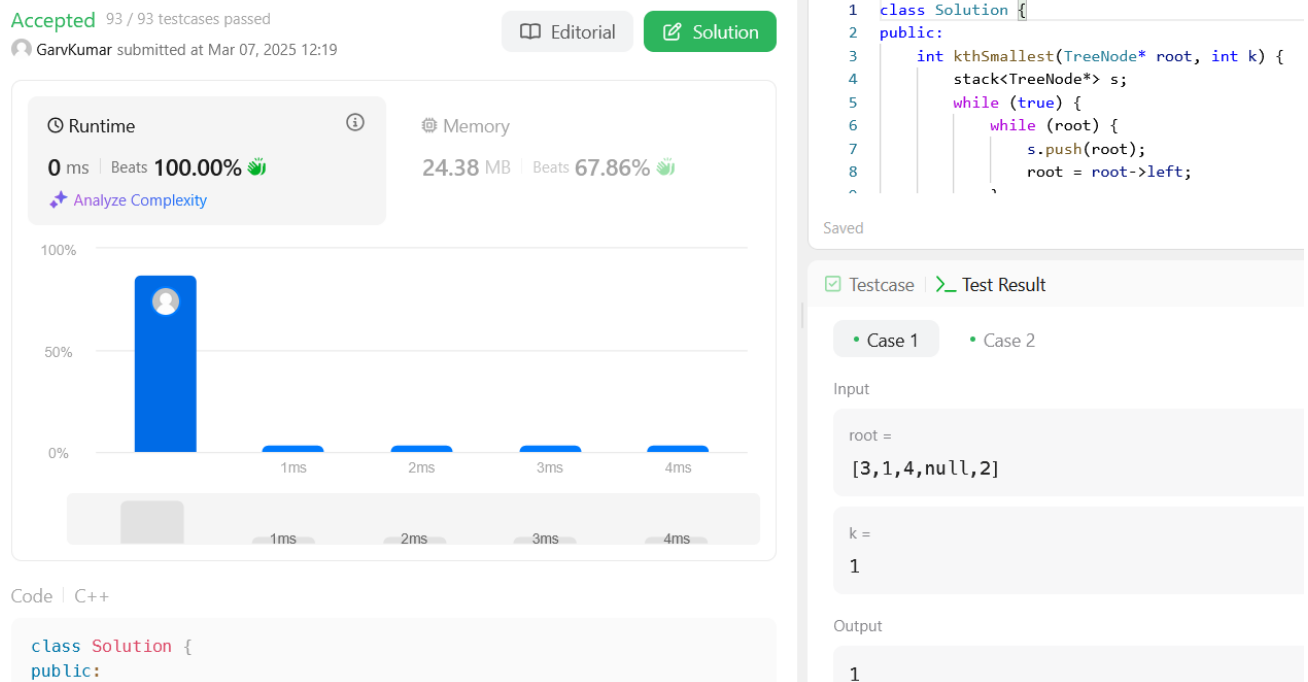 Accepted 93 / 93 testcases passed
GarvKumar submitted at Mar 07, 2025 12:19
Editorial
Solution
Runtime
0 ms | Beats 100.00%
Analyze Complexity
Memory
24.38 MB | Beats 67.86%
100%
50%
0%
1ms 2ms 3ms 4ms
1ms 2ms 3ms 4ms
Code | C++
class Solution {
public:
1 class Solution {
2 public:
3 int kthSmallest(TreeNode* root, int k) {
4 stack<TreeNode*> s;
5 while (true) {
6 while (root) {
7 s.push(root);
8 root = root->left;
Saved
Testcase | Test Result
Case 1 Case 2
Input
root =
[3,1,4,null,2]
k =
1
Output
1